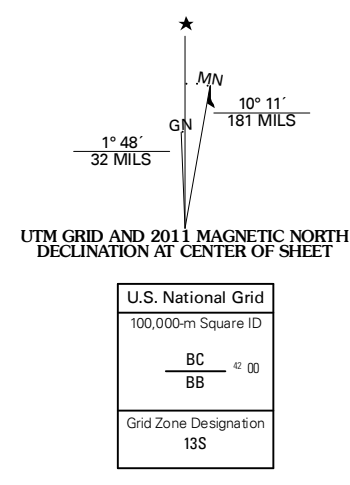 ★
MN
10° 11´
181 MILS
GN
1° 48´
32 MILS
UTM GRID AND 2011 MAGNETIC NORTH
DECLINATION AT CENTER OF SHEET
U.S. National Grid
100,000-m Square ID
BC
42 00
BB
Grid Zone Designation
13S